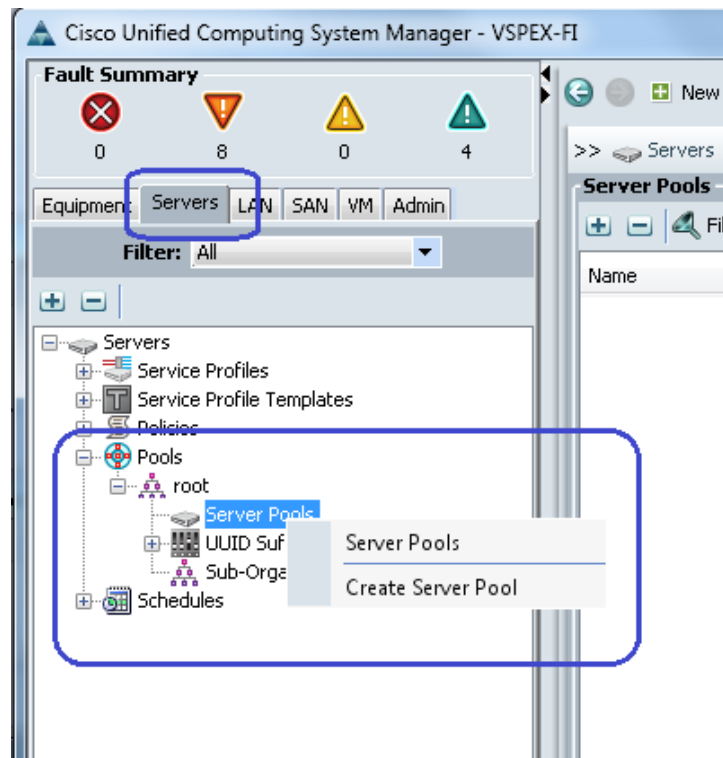 Cisco Unified Computing System Manager - VSPEX-FI
Fault Summary
0 8 0 4
New
>> Servers
Equipment Servers LAN SAN VM Admin
Server Pools
Filter: All
Fil
Name
Servers
Service Profiles
T Service Profile Templates
Policies
Pools
root
Server Pools
UUID Suf
Sub-Orga
Schedules
Server Pools
Create Server Pool